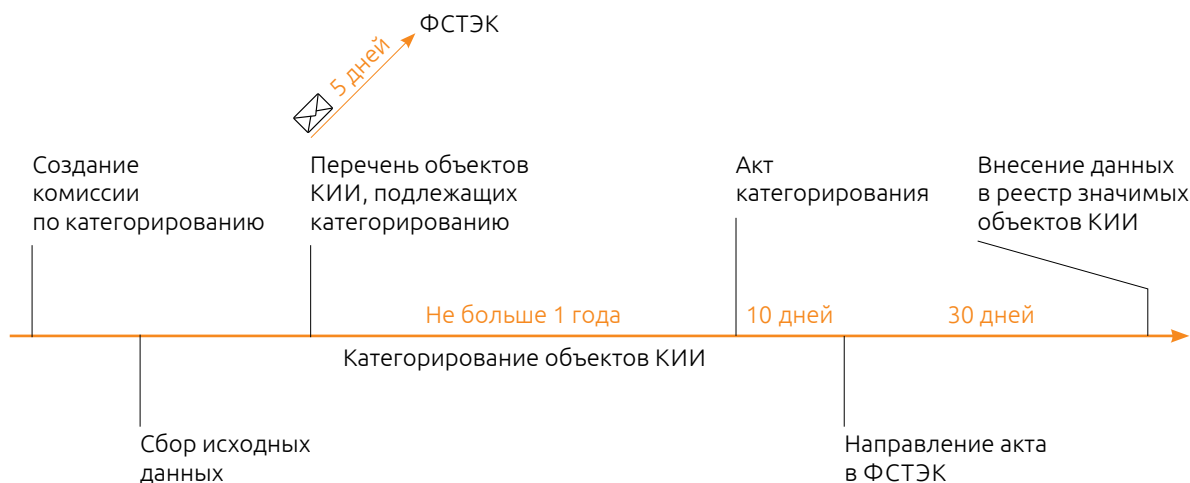 ФСТЭК
5 дней
Создание
комиссии
по категорированию
Перечень объектов
КИИ, подлежащих
категорированию
Акт
категорирования
Внесение данных
в реестр значимых
объектов КИИ
Не больше 1 года
10 дней
30 дней
Категорирование объектов КИИ
Сбор исходных
данных
Направление акта
в ФСТЭК